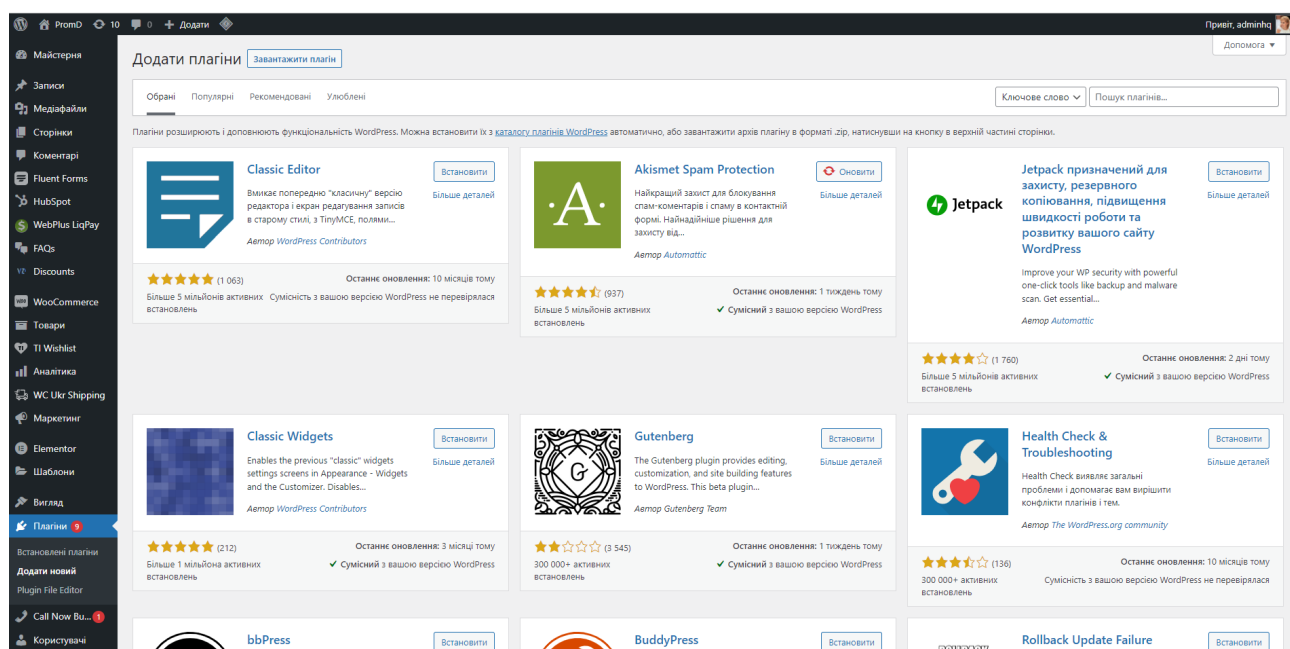 PromD 10 0 + Додати
Привіт, adminhq
Допомога ▼
Майстерня
Записи
Медіафайли
Сторінки
Коментарі
Fluent Forms
HubSpot
WebPlus LiqPay
FAQs
Discounts
WooCommerce
Товари
TI Wishlist
Аналітика
WC Ukr Shipping
Маркетинг
Elementor
Шаблони
Вигляд
Плагіни 9
Встановлені плагіни
Додати новий
Plugin File Editor
Call Now Bu... 1
Користувачі
Додати плагіни Завантажити плагін
Обрані Популярні Рекомендовані Улюблені
Ключове слово Пошук плагінів...
Плагіни розширюють і доповнюють функціональність WordPress. Можна встановити їх з каталогу плагінів WordPress автоматично, або завантажити архів плагіну в форматі .zip, натиснувши на кнопку в верхній частині сторінки.
Classic Editor
Встановити
Більше деталей
Вмикає попередню "класичну" версію
редактора і екран редагування записів
в старому стилі, з TinyMCE, полями...
Автор WordPress Contributors
(1 063)
Останнє оновлення: 10 місяців тому
Більше 5 мільйонів активних
встановлень
Сумісність з вашою версією WordPress не перевірялася
·A·
Akismet Spam Protection
Оновити
Більше деталей
Найкращий захист для блокування
спам-коментарів і спаму в контактній
формі. Найнадійніше рішення для
захисту від...
Автор Automattic
(937)
Останнє оновлення: 1 тиждень тому
Більше 5 мільйонів активних
встановлень
✓ Сумісний з вашою версією WordPress
Jetpack
Jetpack призначений для
захисту, резервного
копіювання, підвищення
швидкості роботи та
розвитку вашого сайту
WordPress
Встановити
Більше деталей
Improve your WP security with powerful
one-click tools like backup and malware
scan. Get essential...
Автор Automattic
(1 760)
Останнє оновлення: 2 дні тому
Більше 5 мільйонів активних
встановлень
✓ Сумісний з вашою версією WordPress
Classic Widgets
Встановити
Більше деталей
Enables the previous "classic" widgets
settings screens in Appearance - Widgets
and the Customizer. Disables...
Автор WordPress Contributors
(212)
Останнє оновлення: 3 місяці тому
Більше 1 мільйона активних
встановлень
✓ Сумісний з вашою версією WordPress
G
Gutenberg
Встановити
Більше деталей
The Gutenberg plugin provides editing,
customization, and site building features
to WordPress. This beta plugin...
Автор Gutenberg Team
(3 545)
Останнє оновлення: 1 тиждень тому
300 000+ активних
встановлень
✓ Сумісний з вашою версією WordPress
Health Check &
Troubleshooting
Встановити
Більше деталей
Health Check виявляє загальні
проблеми і допомагає вам вирішити
конфлікти плагінів і тем.
Автор The WordPress.org community
(136)
Останнє оновлення: 10 місяців тому
300 000+ активних
встановлень
Сумісність з вашою версією WordPress не перевірялася
bbPress
Встановити
BuddyPress
Встановити
Rollback Update Failure
Встановити